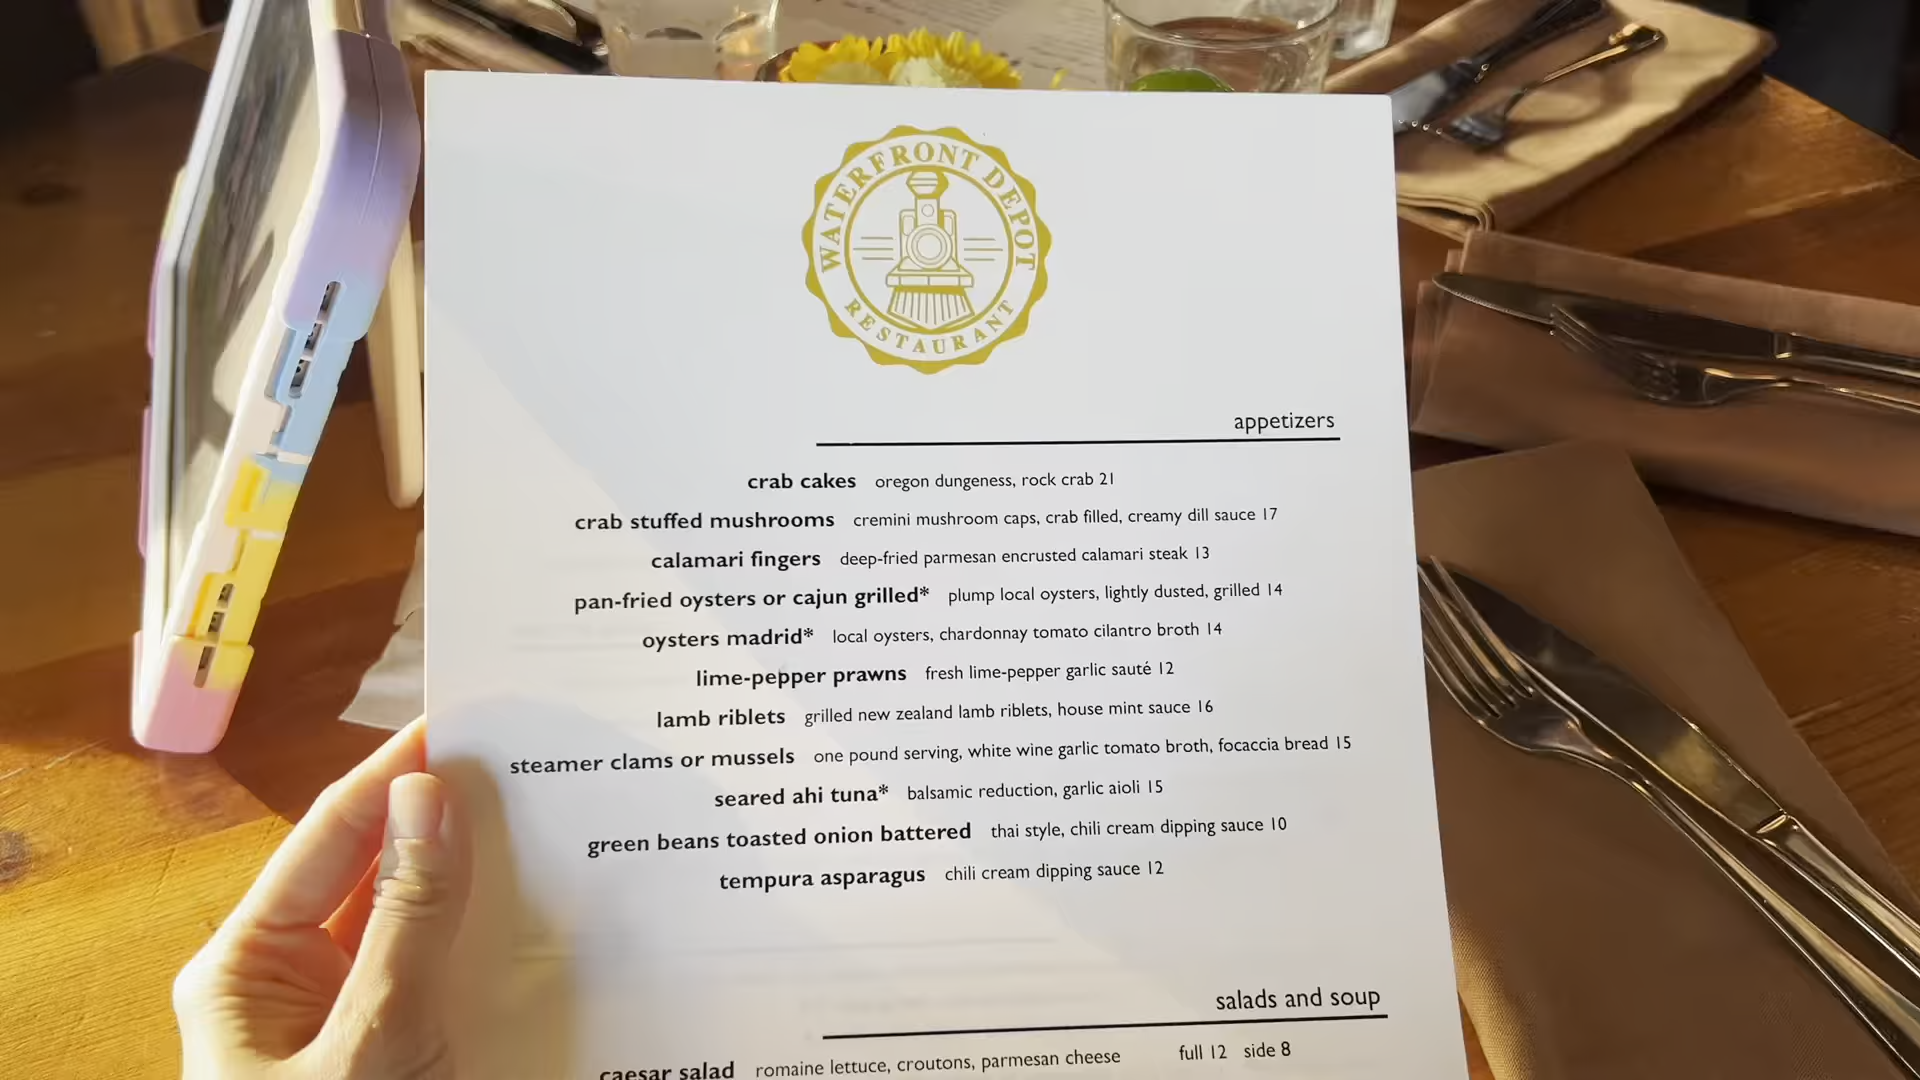 WATERFRONT DEPOT
RESTAURANT
appetizers
crab cakes oregon dungeness, rock crab 21
crab stuffed mushrooms cremini mushroom caps, crab filled, creamy dill sauce 17
calamari fingers deep-fried parmesan encrusted calamari steak 13
pan-fried oysters or cajun grilled* plump local oysters, lightly dusted, grilled 14
oysters madrid* local oysters, chardonnay tomato cilantro broth 14
lime-pepper prawns fresh lime-pepper garlic sauté 12
lamb riblets grilled new zealand lamb riblets, house mint sauce 16
steamer clams or mussels one pound serving, white wine garlic tomato broth, focaccia bread 15
seared ahi tuna* balsamic reduction, garlic aioli 15
green beans toasted onion battered thai style, chili cream dipping sauce 10
tempura asparagus chili cream dipping sauce 12
salads and soup
caesar salad romaine lettuce, croutons, parmesan cheese full 12 side 8